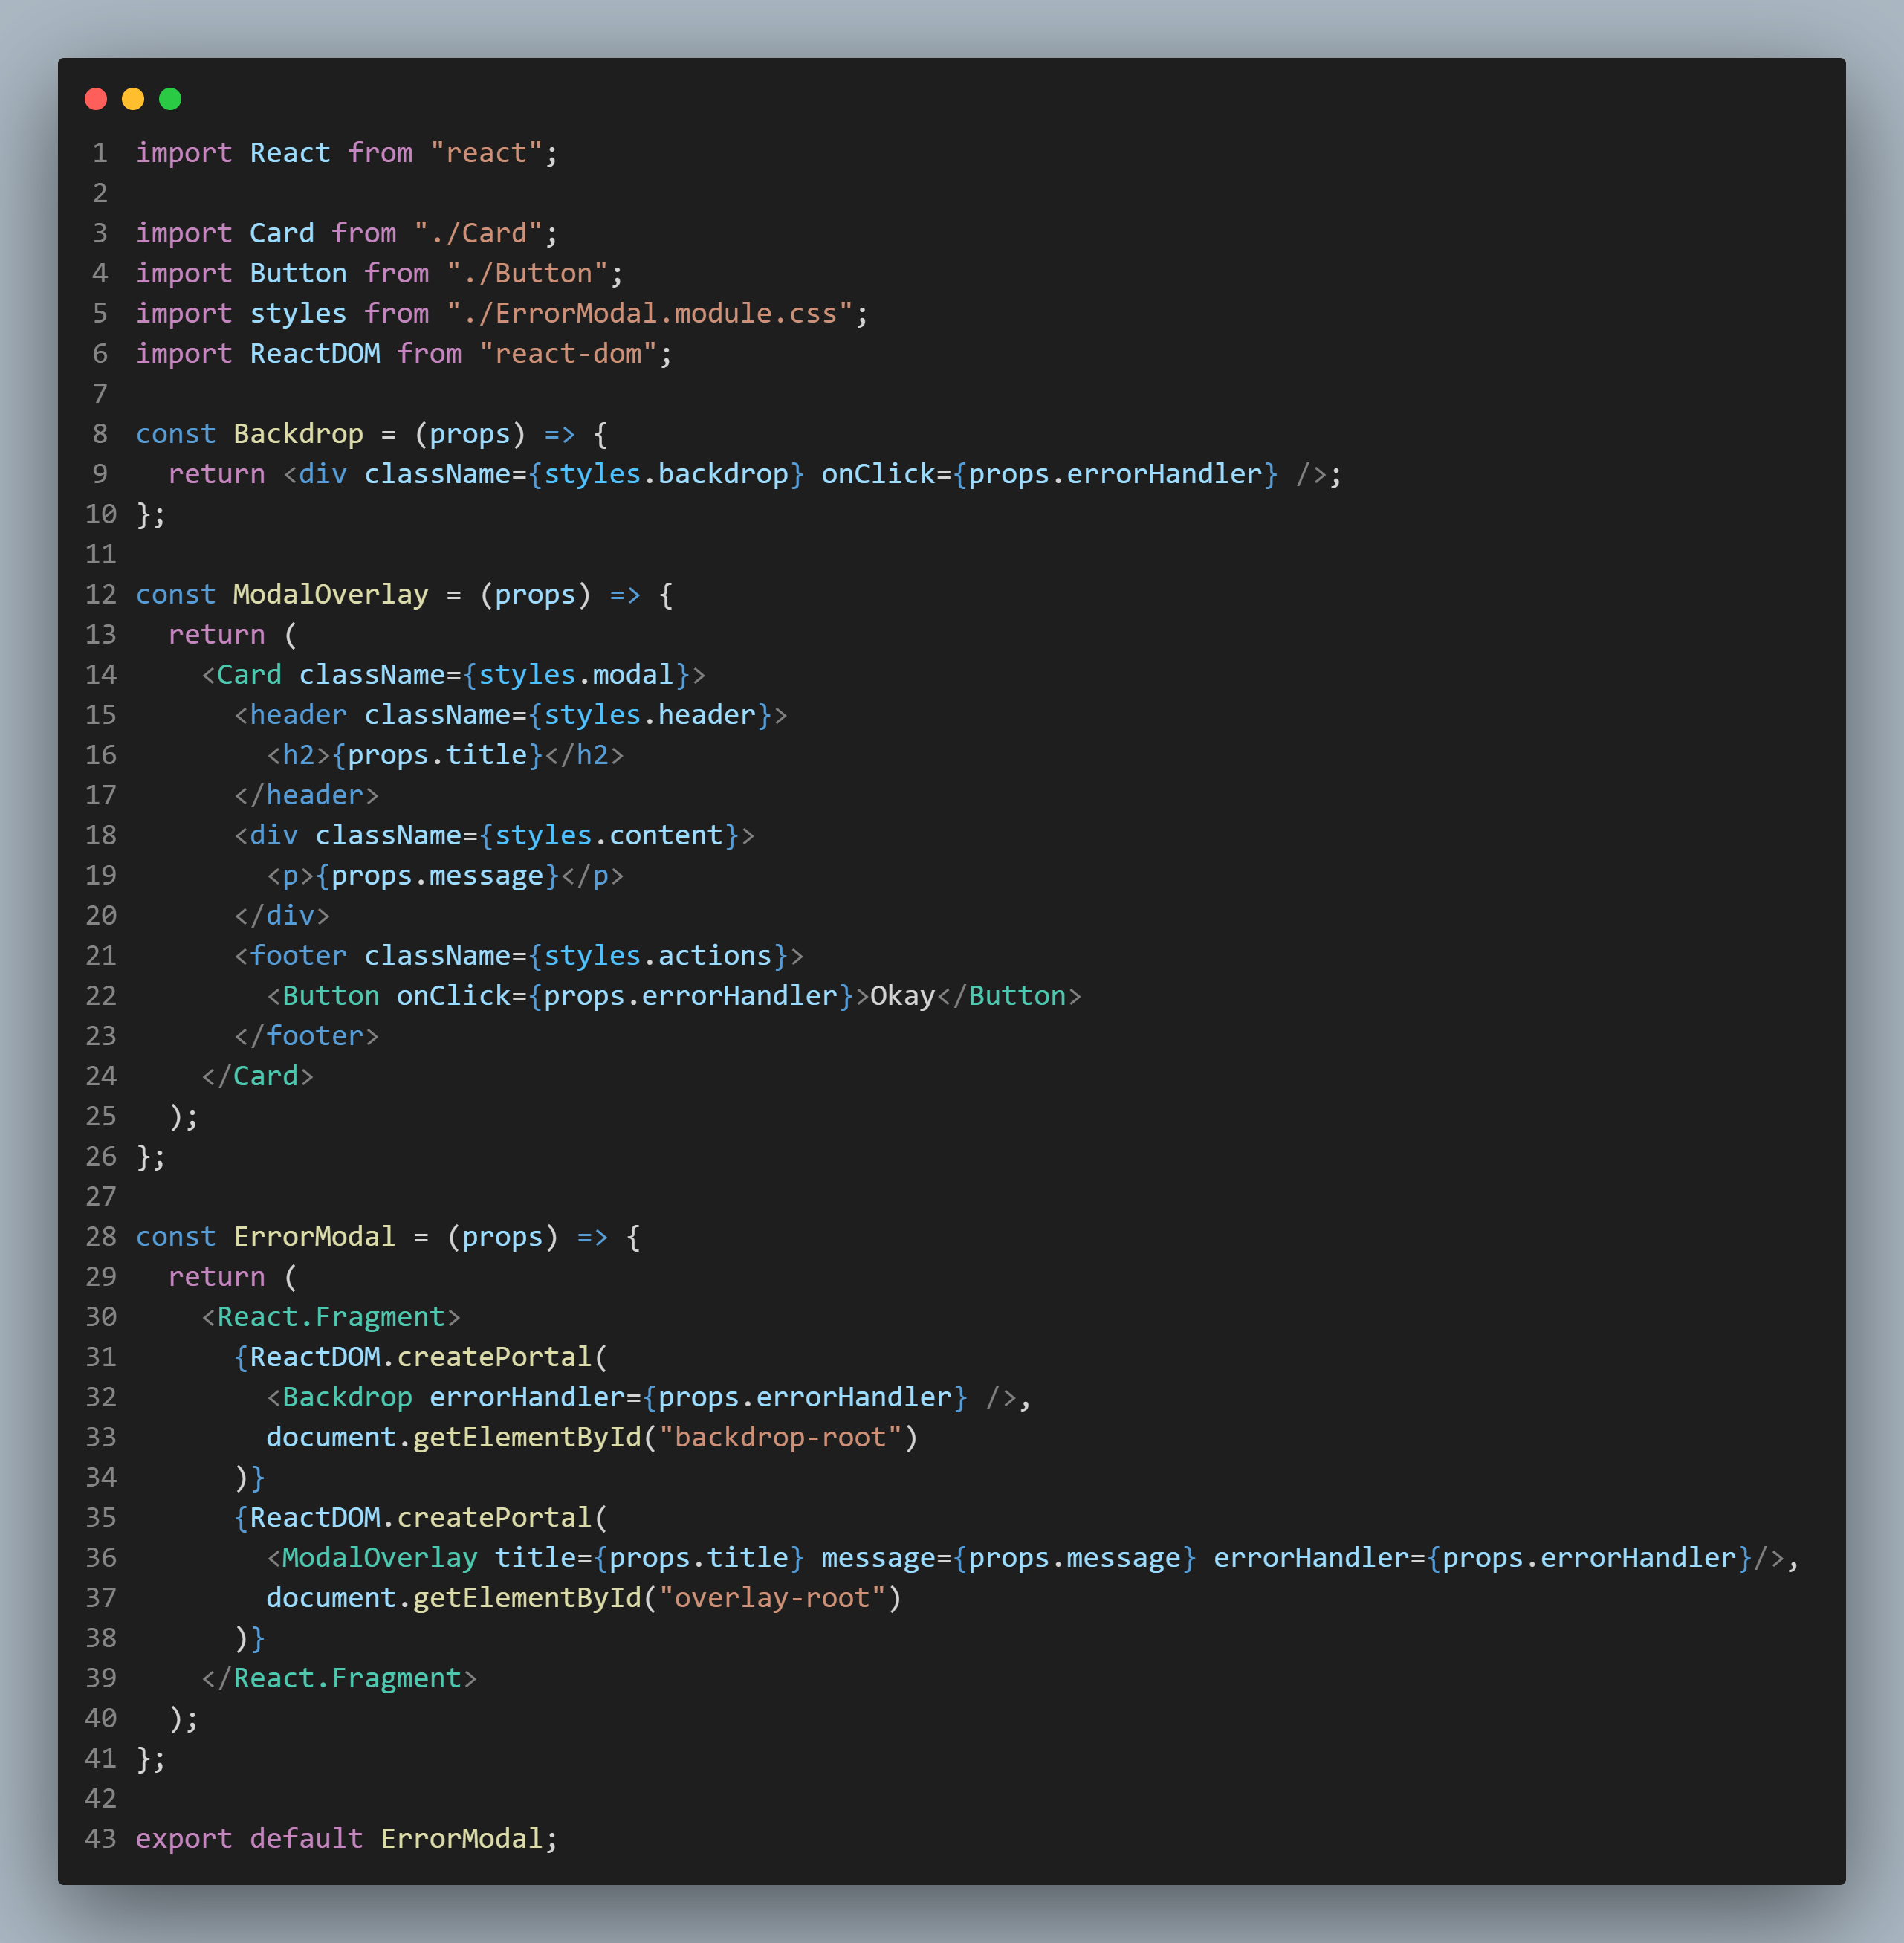 1 import React from "react";
2
3 import Card from "./Card";
4 import Button from "./Button";
5 import styles from "./ErrorModal.module.css";
6 import ReactDOM from "react-dom";
7
8 const Backdrop = (props) => {
9   return <div className={styles.backdrop} onClick={props.errorHandler} />;
10 };
11
12 const ModalOverlay = (props) => {
13   return (
14     <Card className={styles.modal}>
15       <header className={styles.header}>
16         <h2>{props.title}</h2>
17       </header>
18       <div className={styles.content}>
19         <p>{props.message}</p>
20       </div>
21       <footer className={styles.actions}>
22         <Button onClick={props.errorHandler}>Okay</Button>
23       </footer>
24     </Card>
25   );
26 };
27
28 const ErrorModal = (props) => {
29   return (
30     <React.Fragment>
31       {ReactDOM.createPortal(
32         <Backdrop errorHandler={props.errorHandler} />,
33         document.getElementById("backdrop-root")
34       )}
35       {ReactDOM.createPortal(
36         <ModalOverlay title={props.title} message={props.message} errorHandler={props.errorHandler}/>,
37         document.getElementById("overlay-root")
38       )}
39     </React.Fragment>
40   );
41 };
42
43 export default ErrorModal;